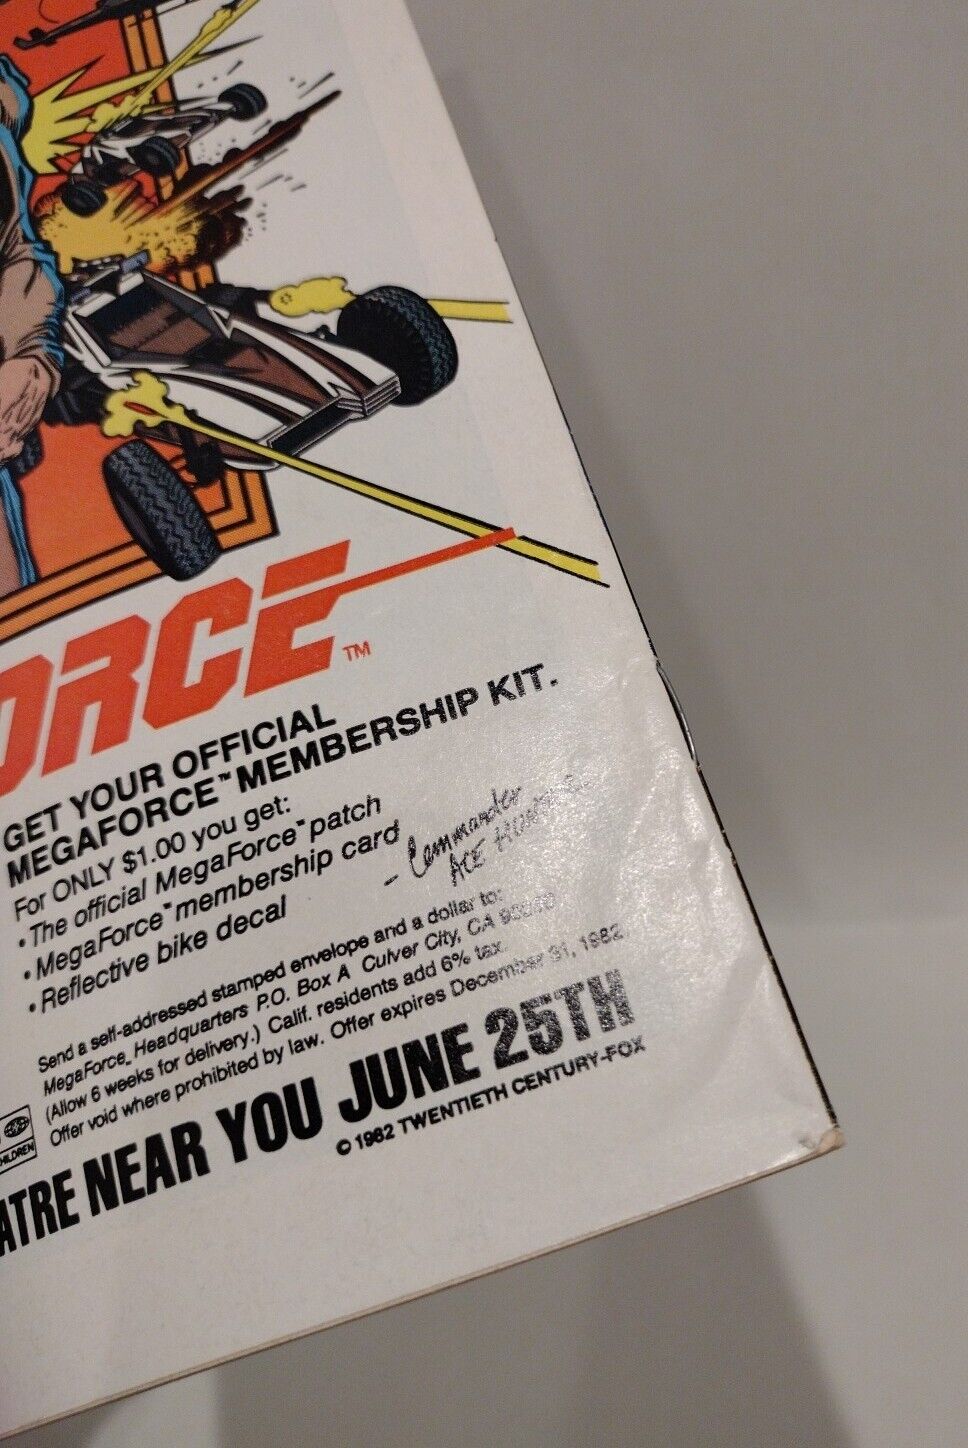 ORCE™
GET YOUR OFFICIAL
MEGAFORCE™ MEMBERSHIP KIT.
For ONLY $1.00 you get:
• The official MegaForce™ patch
• MegaForce™ membership card
• Reflective bike decal
- Commander
ACE
Send a self-addressed stamped envelope and a dollar to:
MegaForce Headquarters P.O. Box A Culver City, CA
(Allow 6 weeks for delivery.) Calif. residents add 6% tax.
Offer void where prohibited by law. Offer expires December 31, 1982
ATRE NEAR YOU JUNE 25TH
© 1982 TWENTIETH CENTURY-FOX